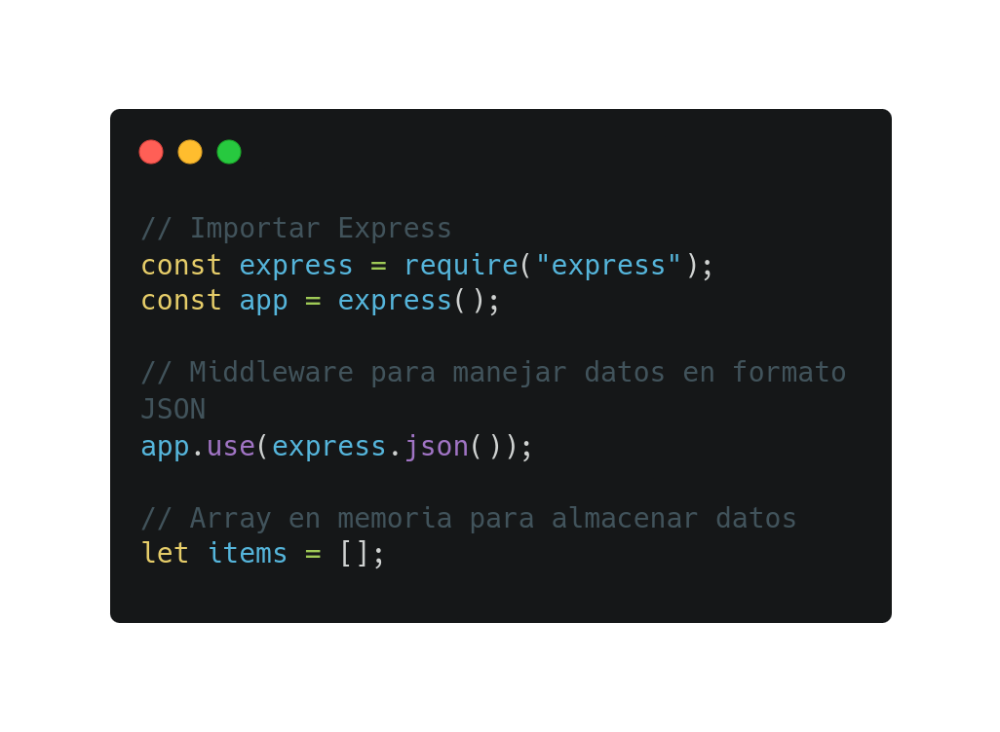 // Importar Express
const express = require("express");
const app = express();
// Middleware para manejar datos en formato
JSON
app.use(express.json());
// Array en memoria para almacenar datos
let items = [];